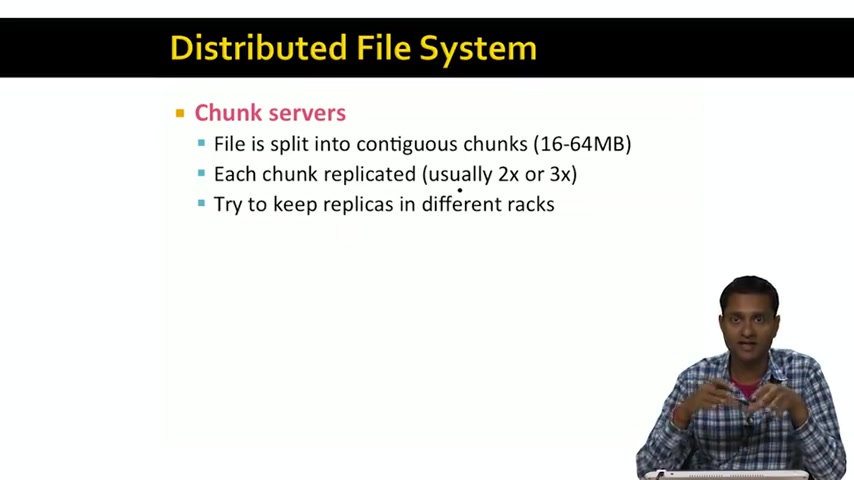 Distributed File System
Chunk servers
File is split into contiguous chunks (16-64MB)
Each chunk replicated (usually 2x or 3x)
Try to keep replicas in different racks